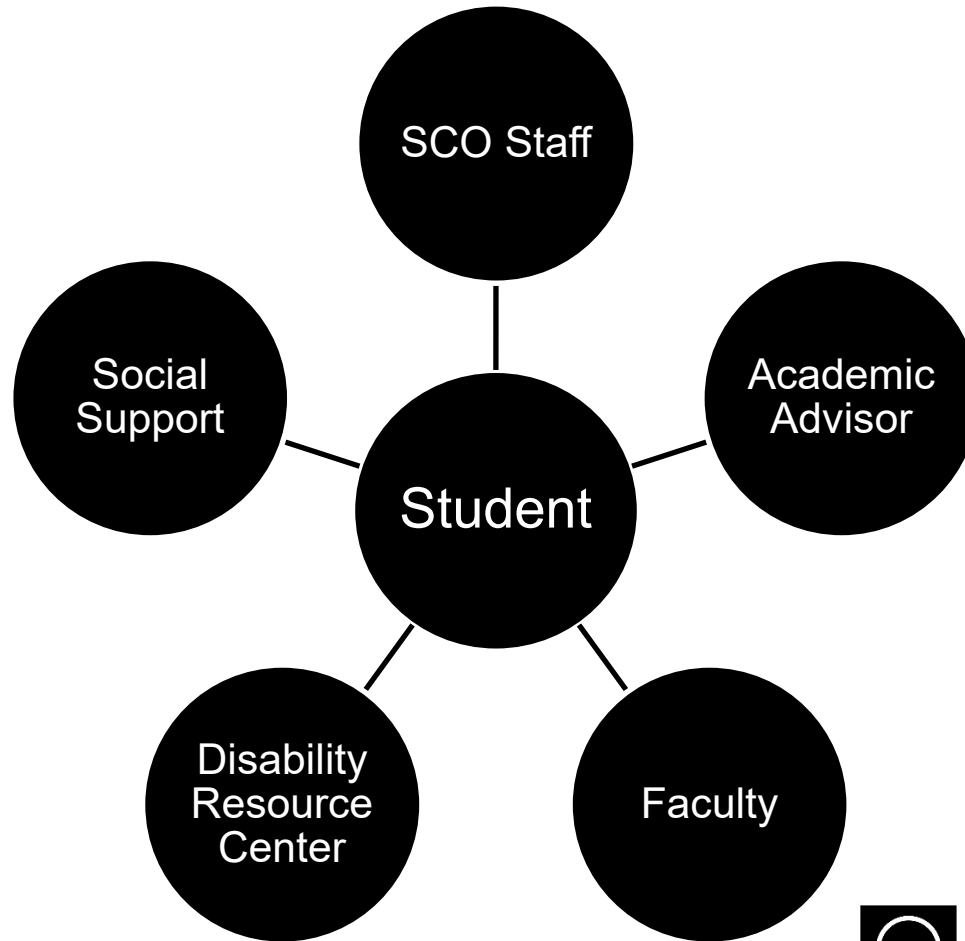 SCO Staff
Social
Support
Academic
Advisor
Student
Disability
Resource
Center
Faculty